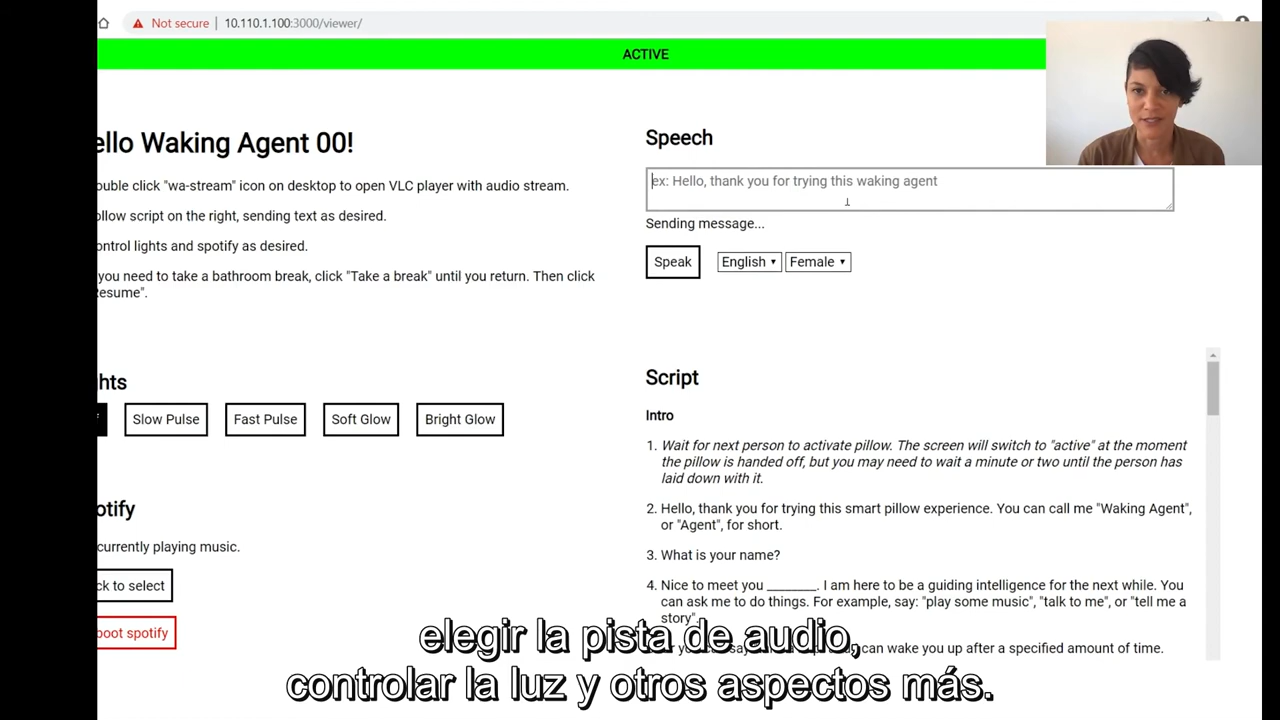 Not secure
10.110.1.100:3000/viewer/
ACTIVE
ello Waking Agent 00!
ouble click "wa-stream" icon on desktop to open VLC player with audio stream.
ollow script on the right, sending text as desired.
ontrol lights and spotify as desired.
you need to take a bathroom break, click "Take a break" until you return. Then click
esume".
Speech
ex: Hello, thank you for trying this waking agent
Sending message...
Speak
English
Female
hts
Slow Pulse
Fast Pulse
Soft Glow
Bright Glow
otify
currently playing music.
ck to select
boot spotify
Script
Intro
1. Wait for next person to activate pillow. The screen will switch to "active" at the moment
the pillow is handed off, but you may need to wait a minute or two until the person has
laid down with it.
2. Hello, thank you for trying this smart pillow experience. You can call me "Waking Agent",
or "Agent", for short.
3. What is your name?
4. Nice to meet you ________. I am here to be a guiding intelligence for the next while. You
can ask me to do things. For example, say: "play some music", "talk to me", or "tell me a
story".
can wake you up after a specified amount of time.
elegir la pista de audio,
controlar la luz y otros aspectos más.